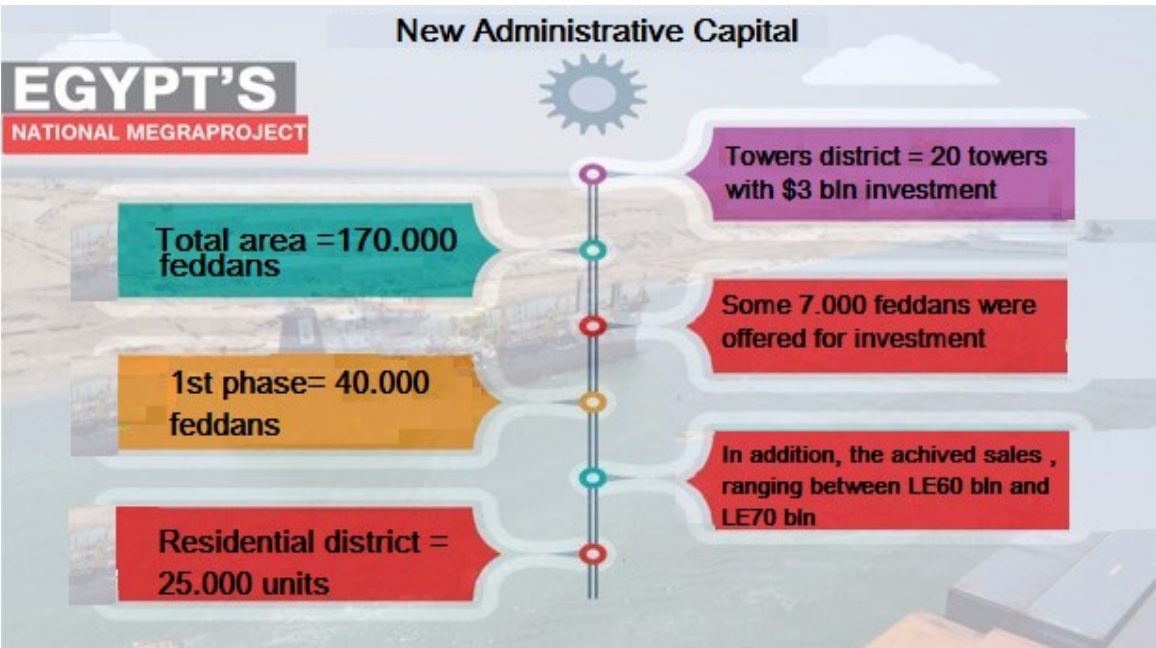 New Administrative Capital
EGYPT'S
NATIONAL MEGRAPROJECT
Towers district = 20 towers
with $3 bln investment
Total area =170.000
feddans
Some 7.000 feddans were
offered for investment
1st phase= 40.000
feddans
In addition, the achived sales ,
ranging between LE60 bln and
LE70 bln
Residential district =
25.000 units